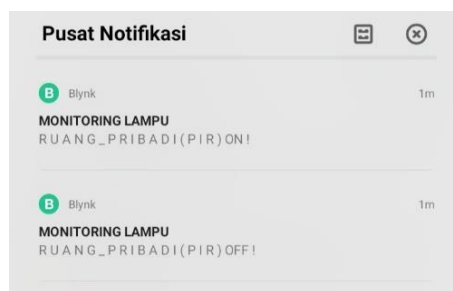 Pusat Notifikasi
B Blynk 1m
MONITORING LAMPU
RUANG_PRIBADI(PIR)ON!
B Blynk 1m
MONITORING LAMPU
RUANG_PRIBADI(PIR)OFF!